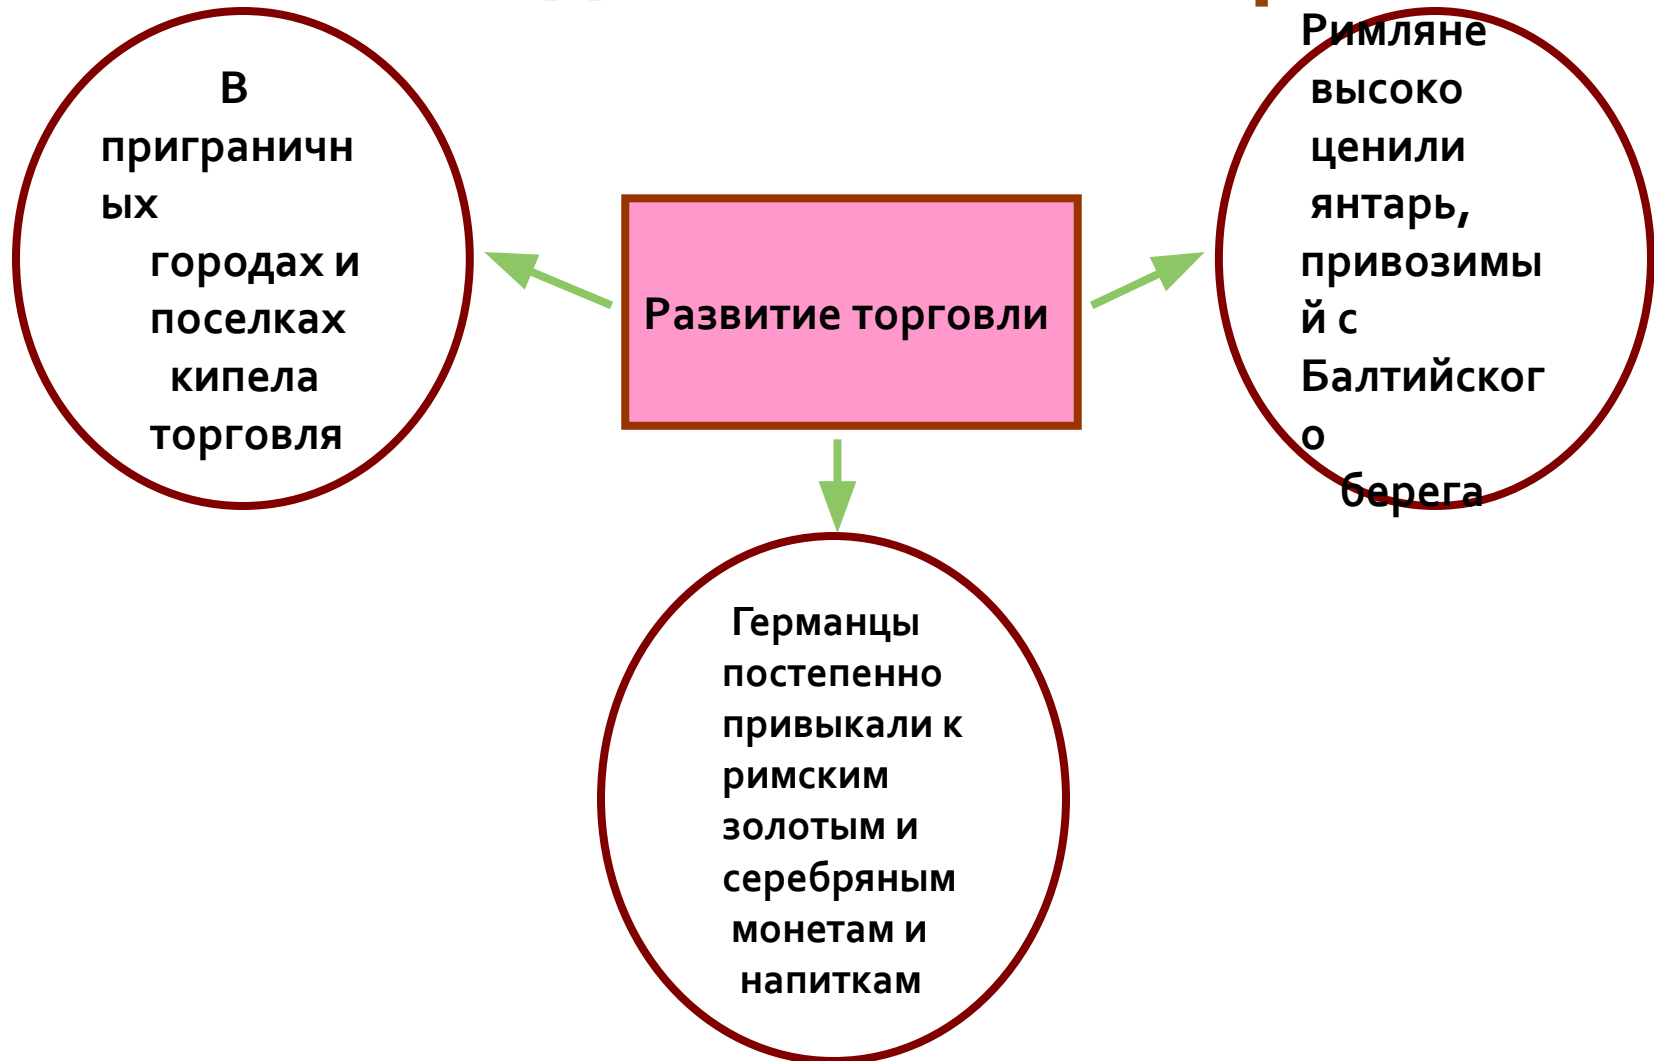 В
приграничн
ых
городах и
поселках
кипела
торговля
Развитие торговли
Римляне
высоко
ценили
янтарь,
привозимы
й с
Балтийског
о
берега
Германцы
постепенно
привыкали к
римским
золотым и
серебряным
монетам и
напиткам